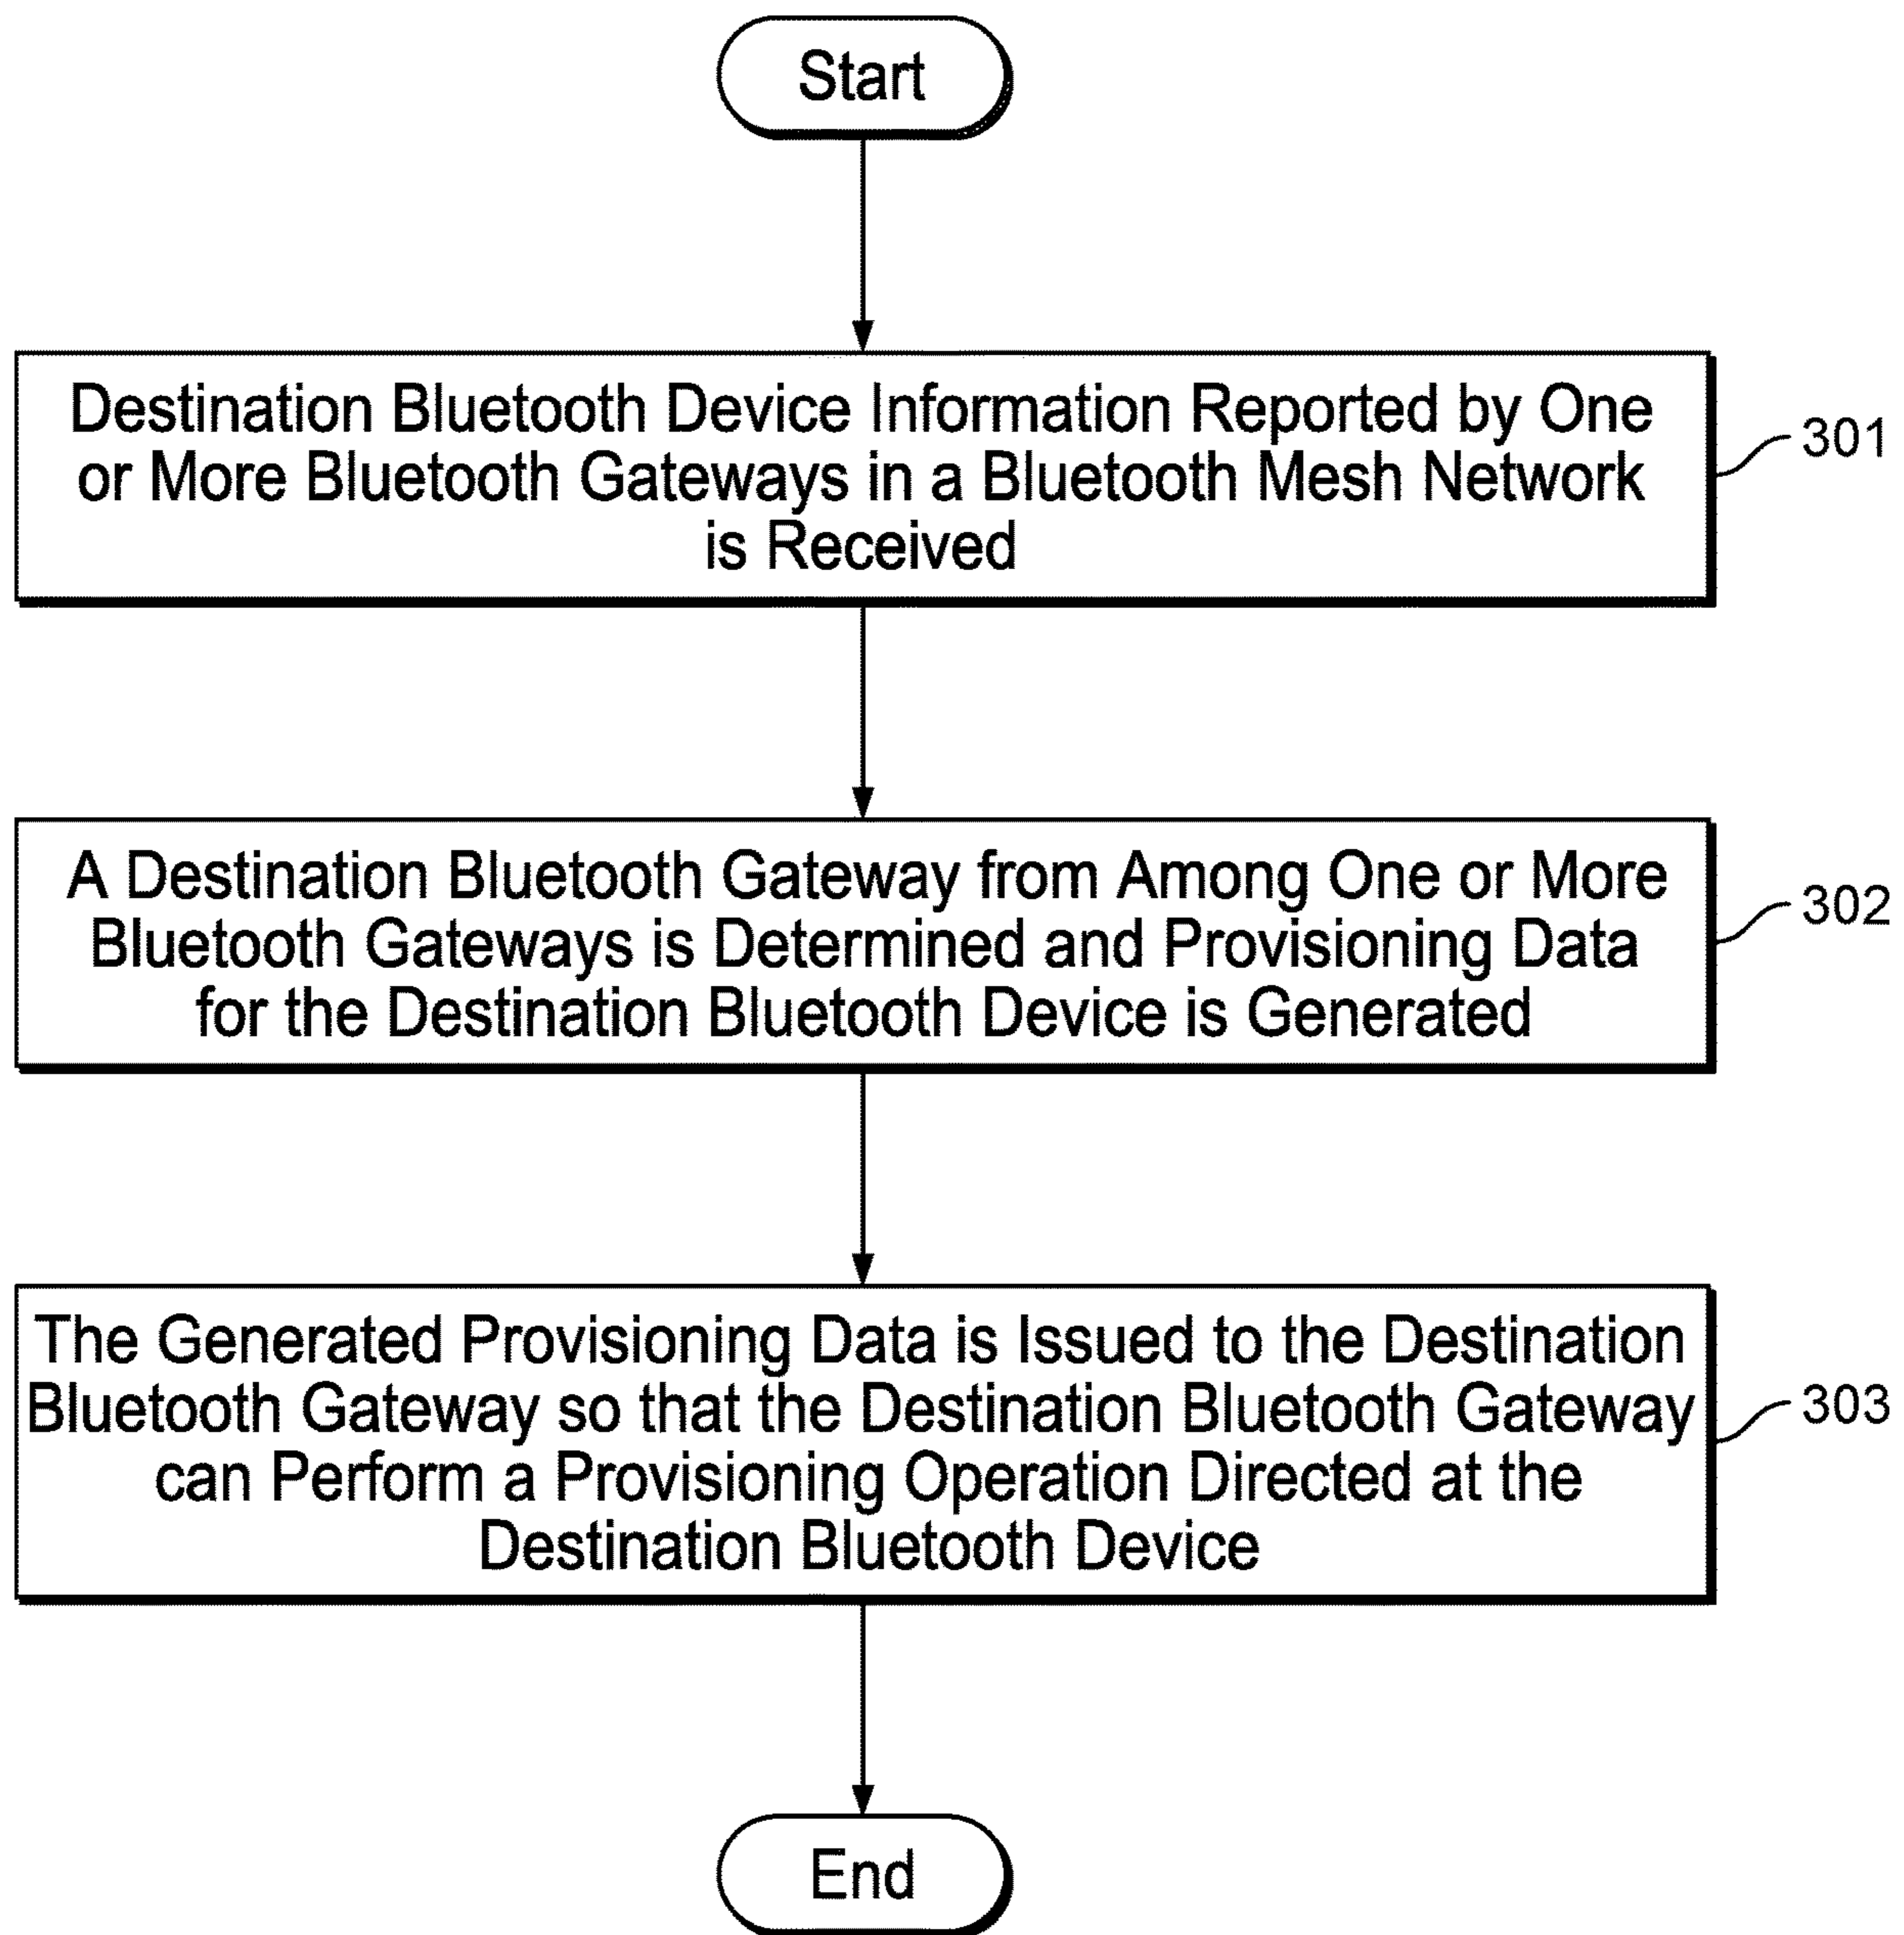 Start
Destination Bluetooth Device Information Reported by One
or More Bluetooth Gateways in a Bluetooth Mesh Network
is Received
301
A Destination Bluetooth Gateway from Among One or More
Bluetooth Gateways is Determined and Provisioning Data
for the Destination Bluetooth Device is Generated
302
The Generated Provisioning Data is Issued to the Destination
Bluetooth Gateway so that the Destination Bluetooth Gateway
can Perform a Provisioning Operation Directed at the
Destination Bluetooth Device
303
End